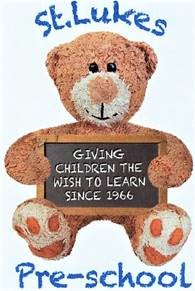 St.Lukes
GIVING
CHILDREN THE
WISH TO LEARN
SINCE 1966
Pre-school